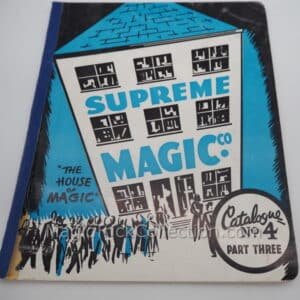 SUPREME
MAGIC CO.
"THE
HOUSE
OF
MAGIC"
Catalogue
No 4
PART THREE